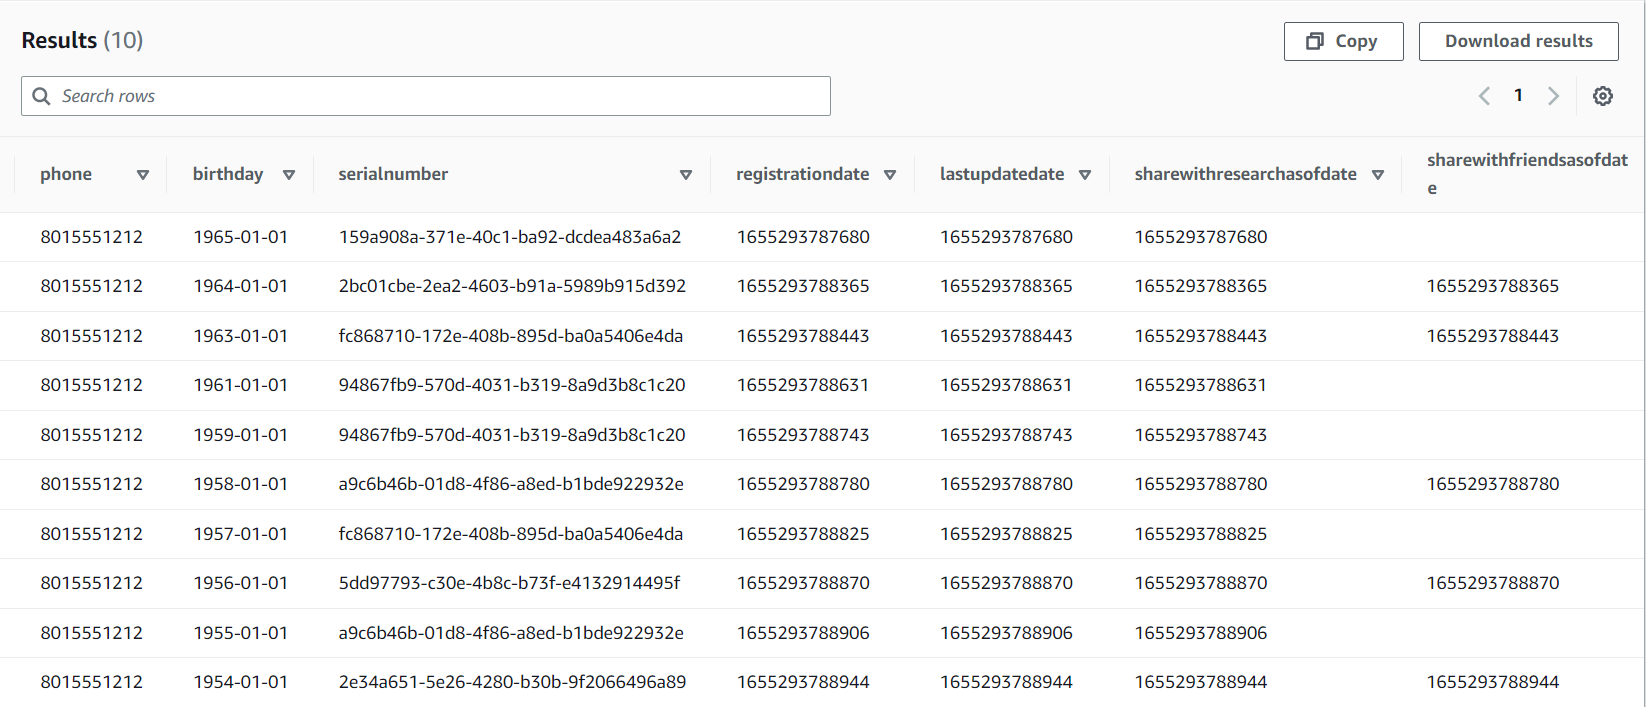 Results (10)
Copy
Download results
Search rows
1
phone birthday serialnumber registrationdate lastupdatedate sharewithresearchasofdate sharewithfriendsasofdat
e
8015551212 1965-01-01 159a908a-371e-40c1-ba92-dcdea483a6a2 1655293787680 1655293787680 1655293787680
8015551212 1964-01-01 2bc01cbe-2ea2-4603-b91a-5989b915d392 1655293788365 1655293788365 1655293788365 1655293788365
8015551212 1963-01-01 fc868710-172e-408b-895d-ba0a5406e4da 1655293788443 1655293788443 1655293788443 1655293788443
8015551212 1961-01-01 94867fb9-570d-4031-b319-8a9d3b8c1c20 1655293788631 1655293788631 1655293788631
8015551212 1959-01-01 94867fb9-570d-4031-b319-8a9d3b8c1c20 1655293788743 1655293788743 1655293788743
8015551212 1958-01-01 a9c6b46b-01d8-4f86-a8ed-b1bde922932e 1655293788780 1655293788780 1655293788780 1655293788780
8015551212 1957-01-01 fc868710-172e-408b-895d-ba0a5406e4da 1655293788825 1655293788825 1655293788825
8015551212 1956-01-01 5dd97793-c30e-4b8c-b73f-e4132914495f 1655293788870 1655293788870 1655293788870 1655293788870
8015551212 1955-01-01 a9c6b46b-01d8-4f86-a8ed-b1bde922932e 1655293788906 1655293788906 1655293788906
8015551212 1954-01-01 2e34a651-5e26-4280-b30b-9f2066496a89 1655293788944 1655293788944 1655293788944 1655293788944